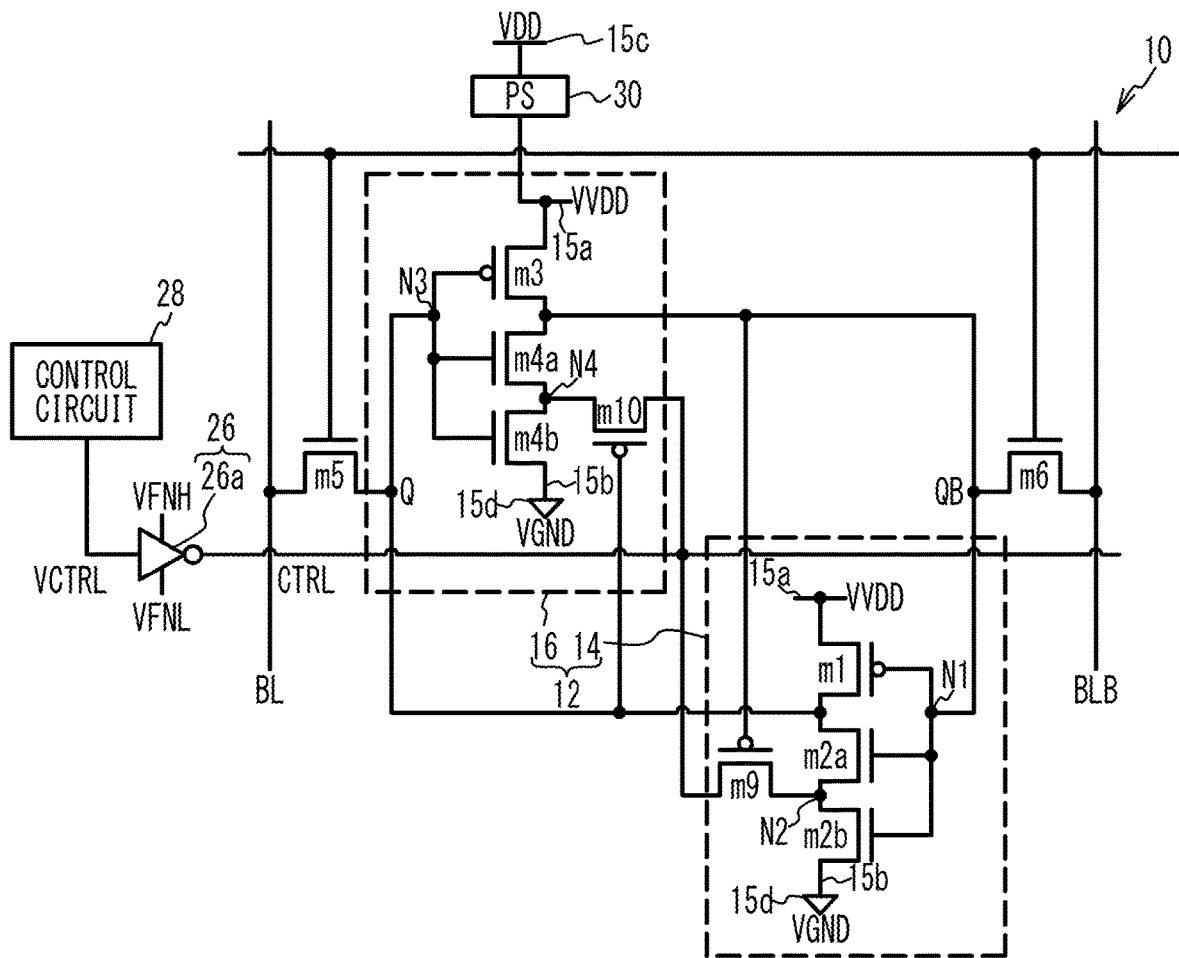 VDD
15c
10
PS
30
VVDD
15a
m3
N3
28
CONTROL
CIRCUIT
m4a
N4
m10
26
m4b
26a
m5
Q
15b
QB
m6
VFNH
15d
VGND
VCTRL
CTRL
15a
VVDD
VFNL
16 14
m1
N1
BL
12
BLB
m2a
m9
N2
m2b
15b
15d
VGND